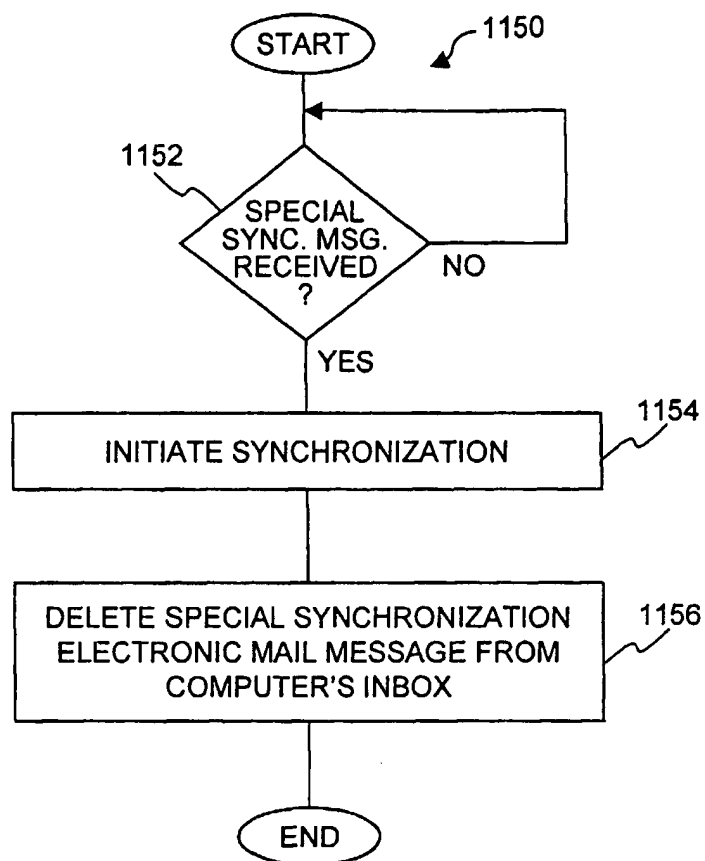 START
1150
1152
SPECIAL
SYNC. MSG.
RECEIVED
?
NO
YES
1154
INITIATE SYNCHRONIZATION
DELETE SPECIAL SYNCHRONIZATION
ELECTRONIC MAIL MESSAGE FROM
COMPUTER'S INBOX
1156
END